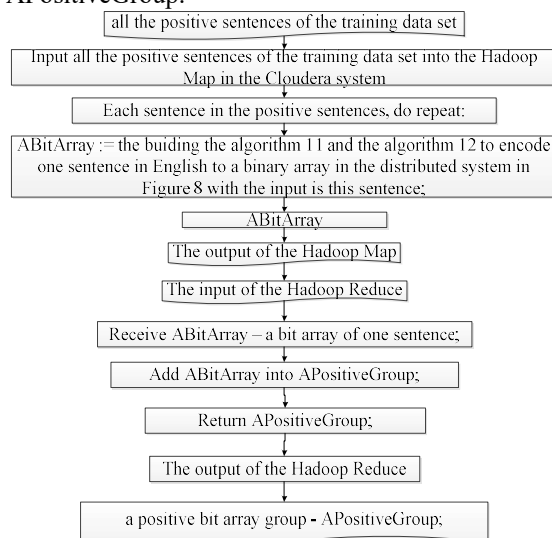 APositiveGroup.
all the positive sentences of the training data set
Input all the positive sentences of the training data set into the Hadoop
Map in the Cloudera system
Each sentence in the positive sentences, do repeat:
ABitArray := the buiding the algorithm 11 and the algorithm 12 to encode
one sentence in English to a binary array in the distributed system in
Figure 8 with the input is this sentence;
ABitArray
The output of the Hadoop Map
The input of the Hadoop Reduce
Receive ABitArray – a bit array of one sentence;
Add ABitArray into APositiveGroup;
Return APositiveGroup;
The output of the Hadoop Reduce
a positive bit array group - APositiveGroup;